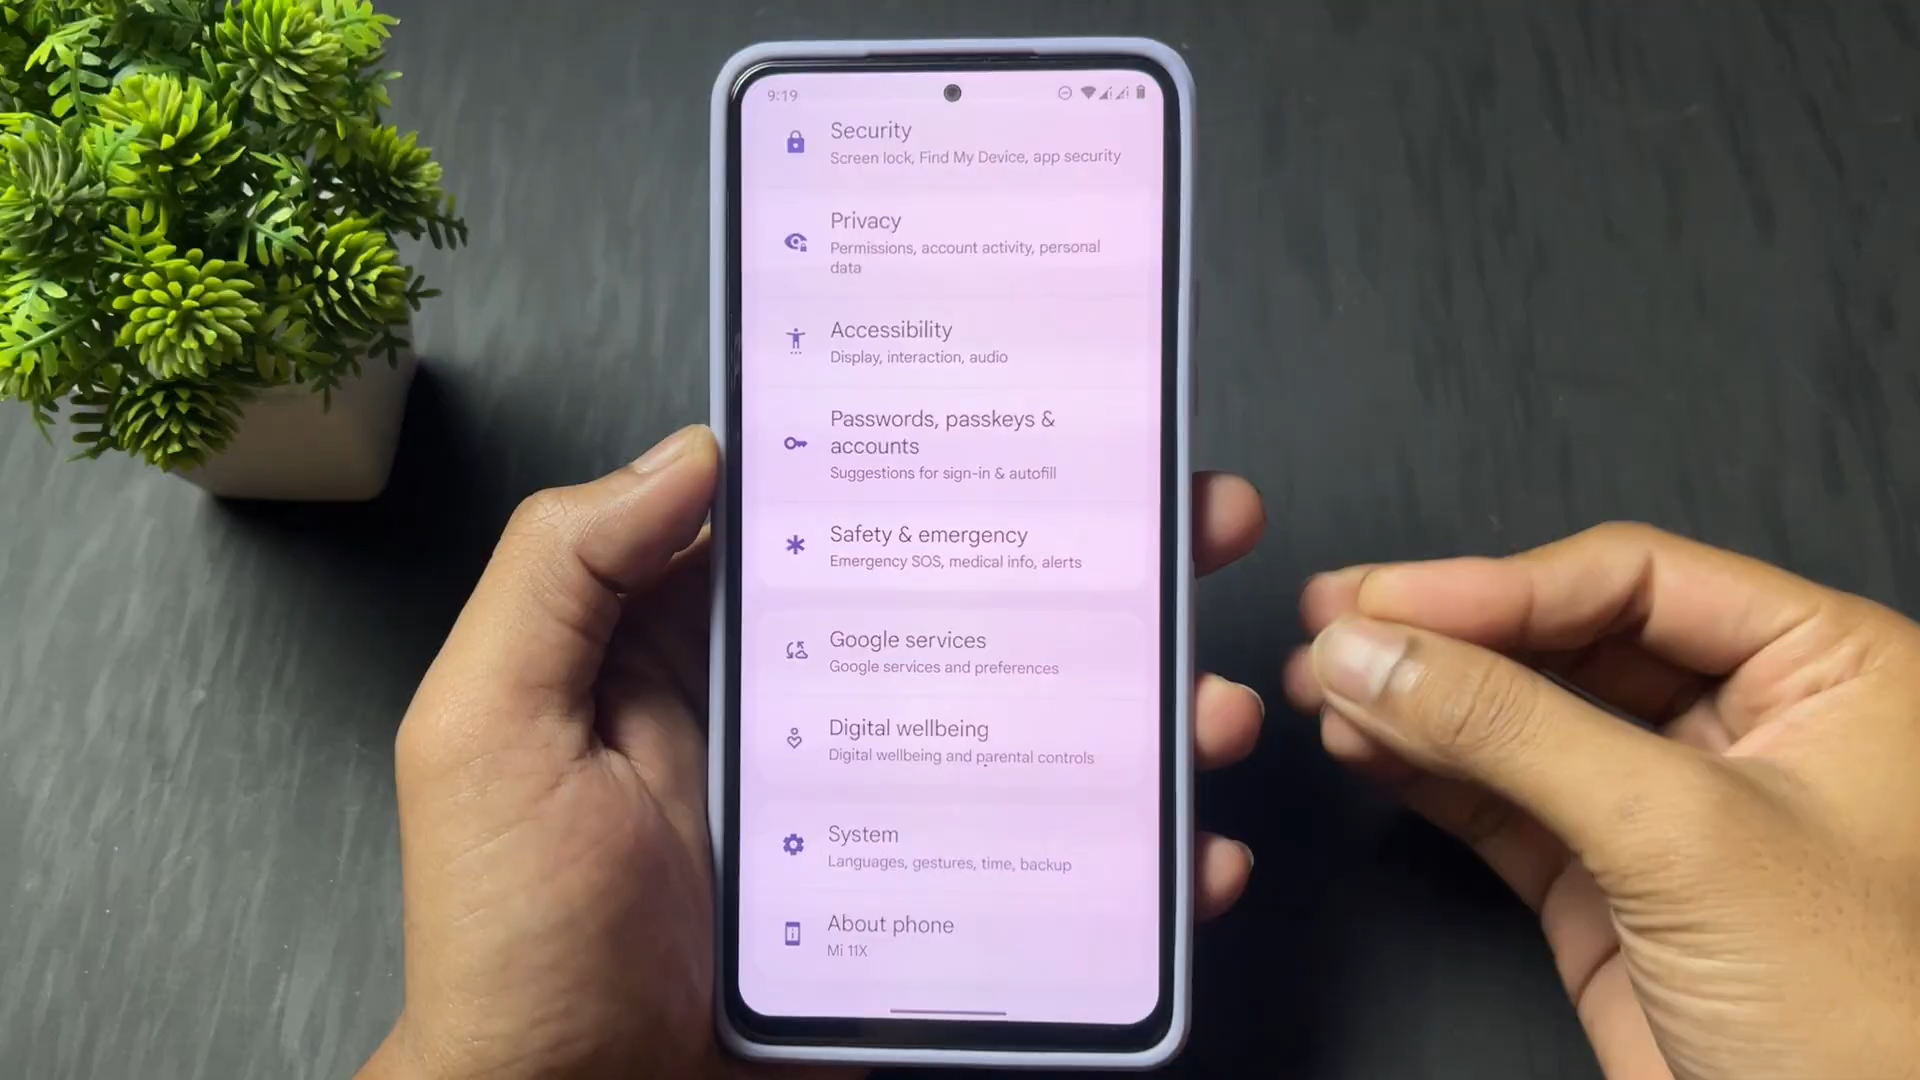 9:19
Security
Screen lock, Find My Device, app security
Privacy
Permissions, account activity, personal
data
Accessibility
Display, interaction, audio
Passwords, passkeys &
accounts
Suggestions for sign-in & autofill
Safety & emergency
Emergency SOS, medical info, alerts
Google services
Google services and preferences
Digital wellbeing
Digital wellbeing and parental controls
System
Languages, gestures, time, backup
About phone
Mi 11X